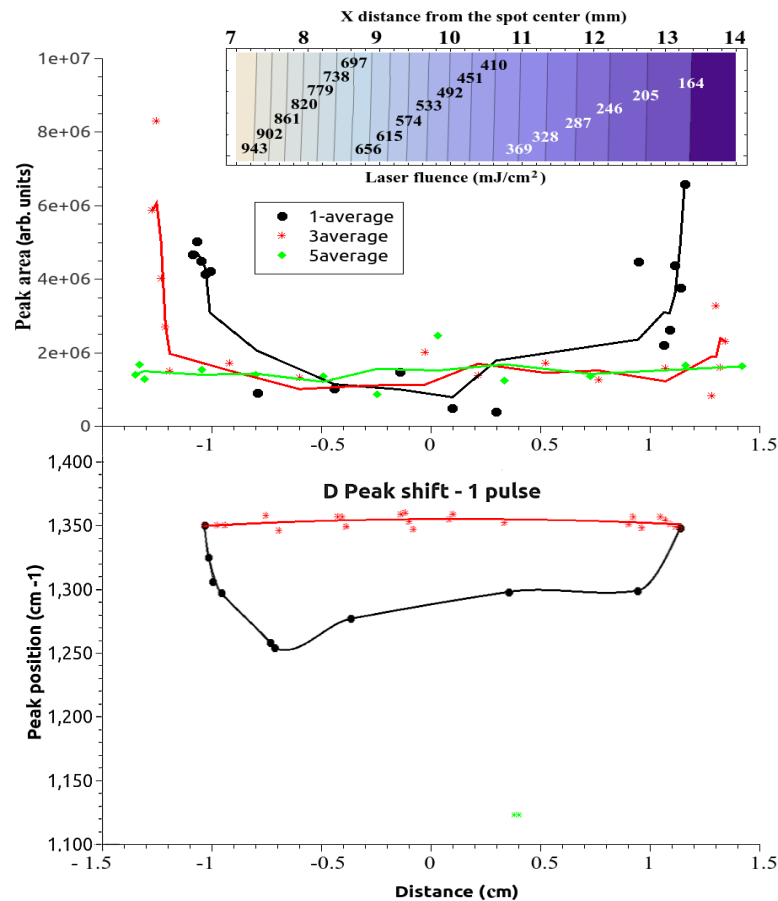 X distance from the spot center (mm)
7 8 9 10 11 12 13 14
943 902 861 820 779 738 697
656 615 574 533 492 451 410
369 328 287 246 205 164
Laser fluence (mJ/cm²)
1e+07
8e+06
6e+06
4e+06
2e+06
0
Peak area (arb. units)
1-average
3average
5average
-1 -0.5 0 0.5 1 1.5
D Peak shift - 1 pulse
1,400
1,350
1,300
1,250
1,200
1,150
1,100
Peak position (cm -1)
- 1.5 -1 -0.5 0 0.5 1 1.5
Distance (cm)